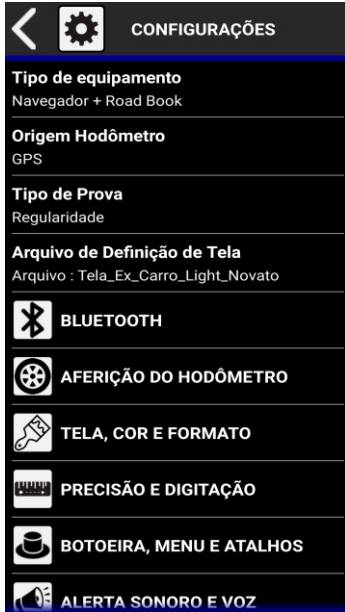 CONFIGURAÇÕES
Tipo de equipamento
Navegador + Road Book
Origem Hodômetro
GPS
Tipo de Prova
Regularidade
Arquivo de Definição de Tela
Arquivo : Tela_Ex_Carro_Light_Novato
BLUETOOTH
AFERIÇÃO DO HODÔMETRO
TELA, COR E FORMATO
PRECISÃO E DIGITAÇÃO
BOTOEIRA, MENU E ATALHOS
ALERTA SONORO E VOZ